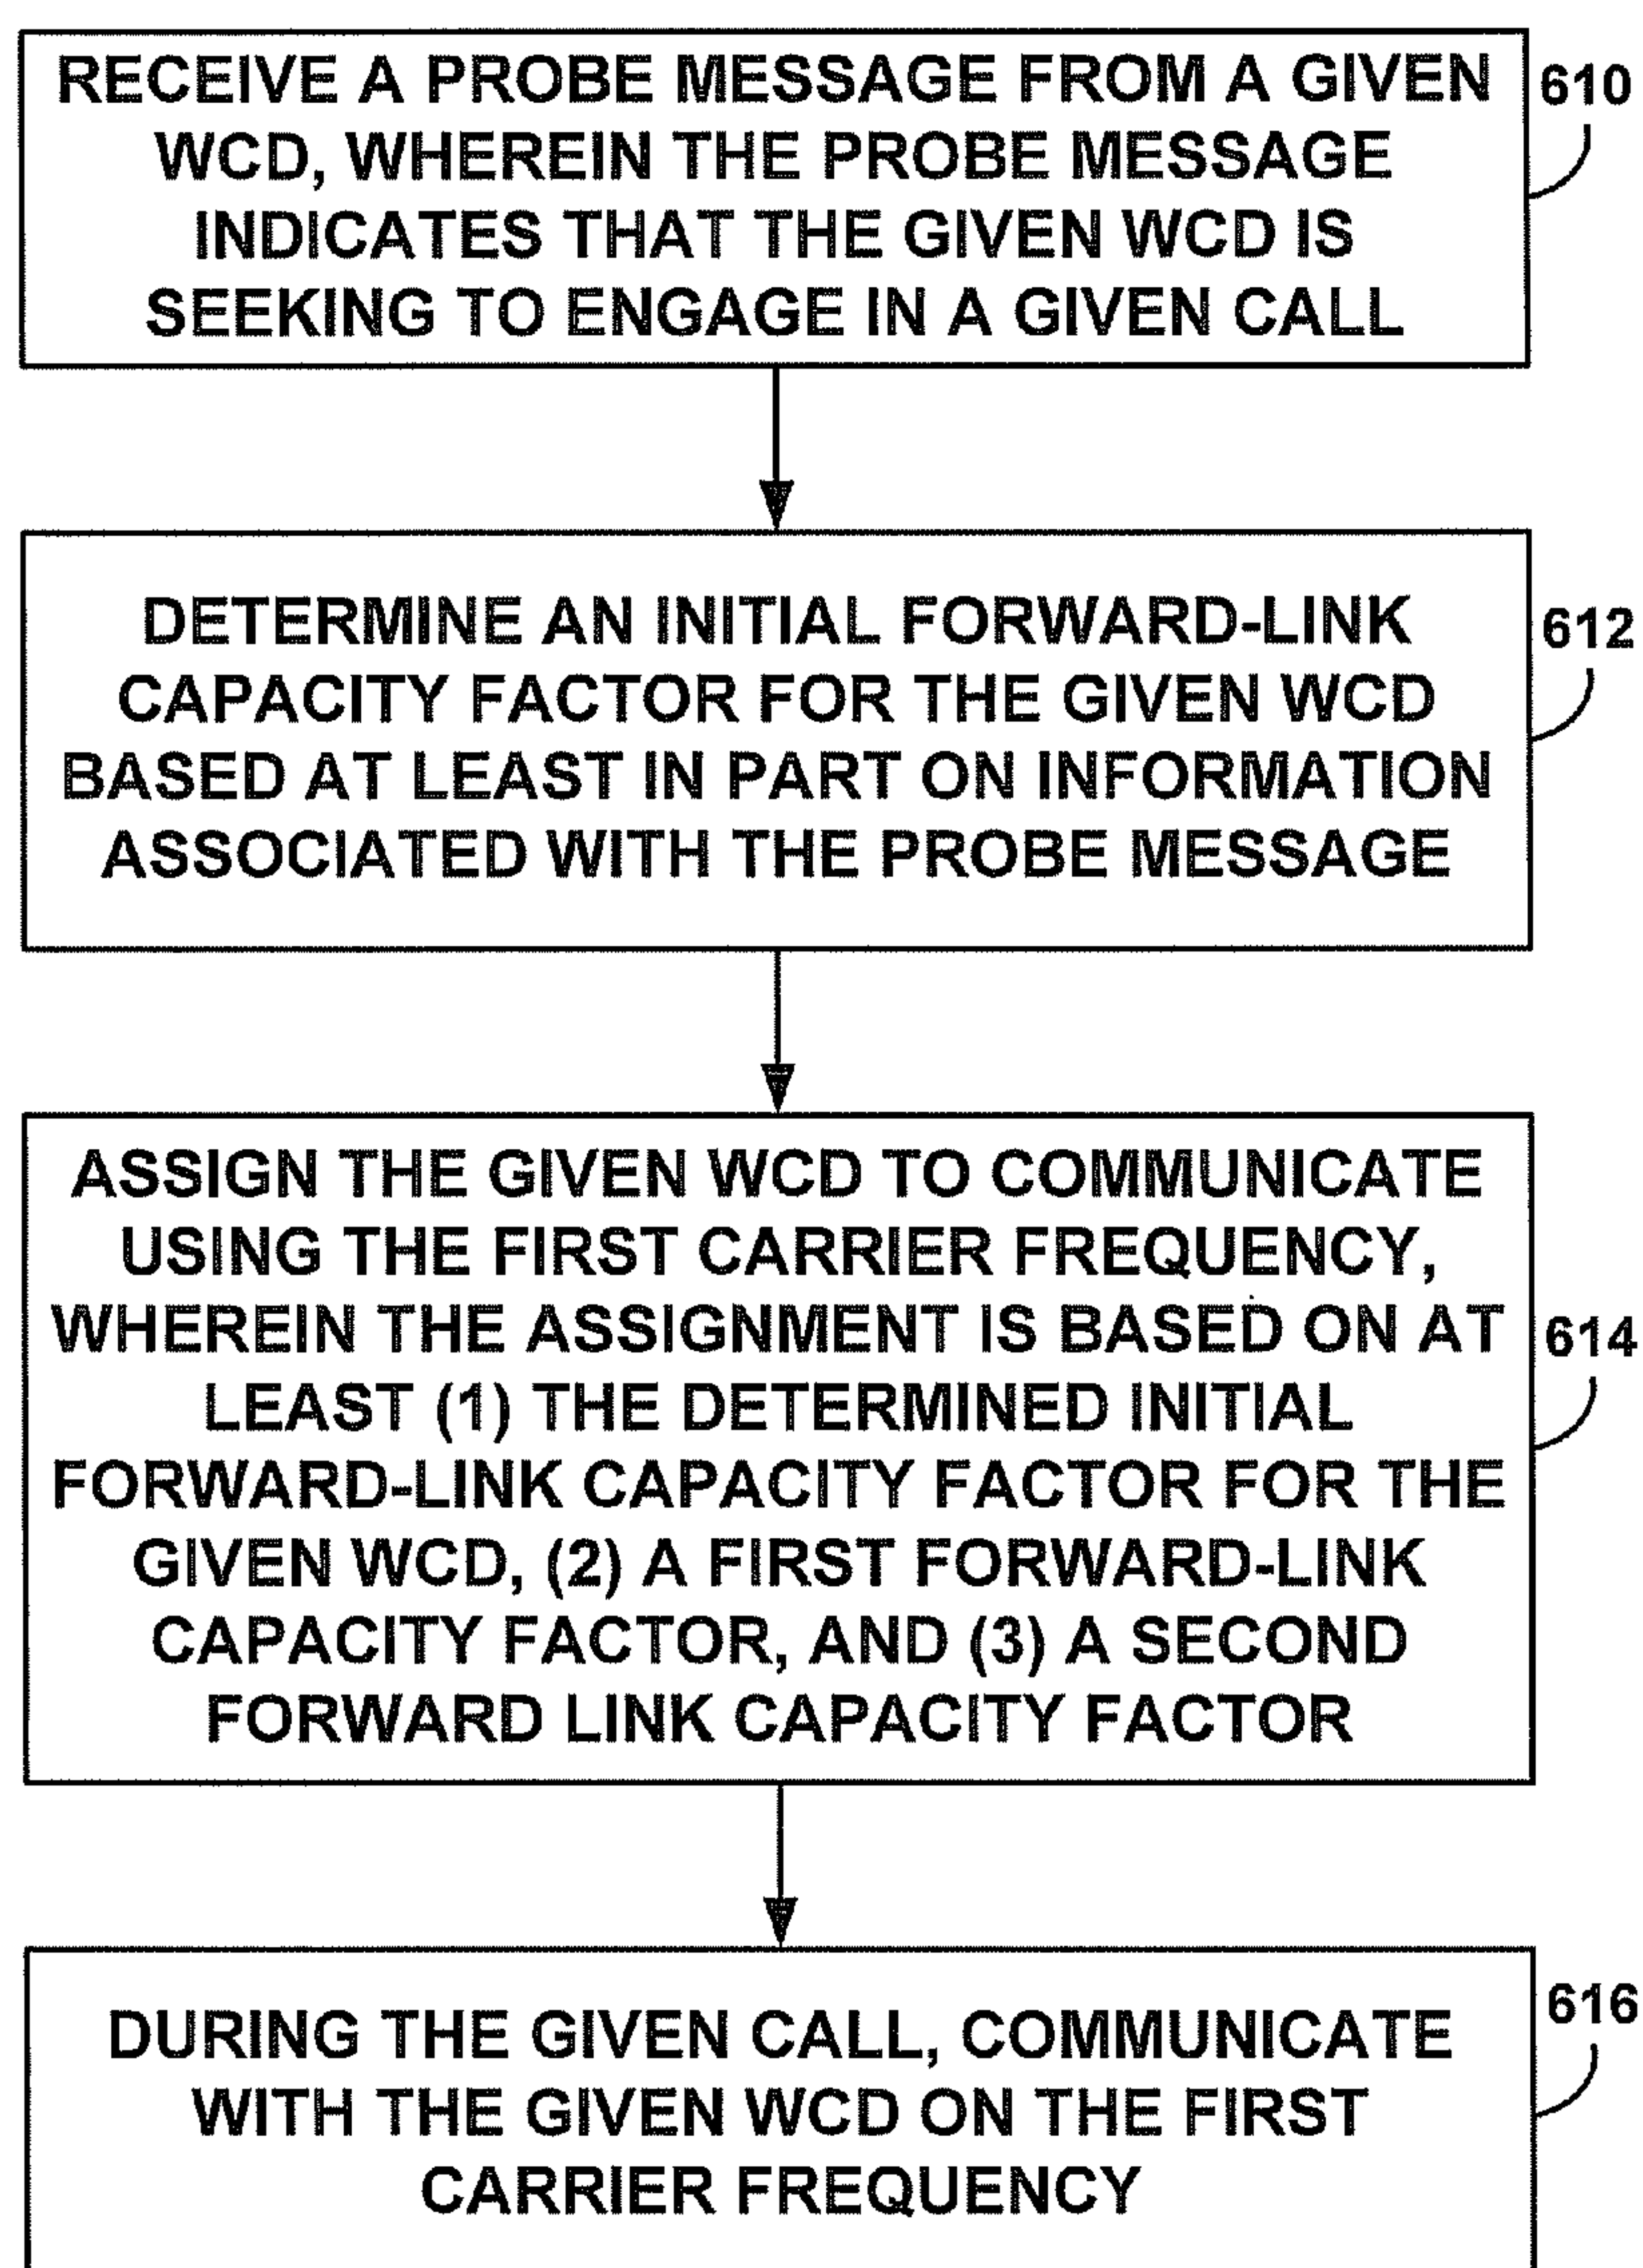 RECEIVE A PROBE MESSAGE FROM A GIVEN
WCD, WHEREIN THE PROBE MESSAGE
INDICATES THAT THE GIVEN WCD IS
SEEKING TO ENGAGE IN A GIVEN CALL
610
DETERMINE AN INITIAL FORWARD-LINK
CAPACITY FACTOR FOR THE GIVEN WCD
BASED AT LEAST IN PART ON INFORMATION
ASSOCIATED WITH THE PROBE MESSAGE
612
ASSIGN THE GIVEN WCD TO COMMUNICATE
USING THE FIRST CARRIER FREQUENCY,
WHEREIN THE ASSIGNMENT IS BASED ON AT
LEAST (1) THE DETERMINED INITIAL
FORWARD-LINK CAPACITY FACTOR FOR THE
GIVEN WCD, (2) A FIRST FORWARD-LINK
CAPACITY FACTOR, AND (3) A SECOND
FORWARD LINK CAPACITY FACTOR
614
DURING THE GIVEN CALL, COMMUNICATE
WITH THE GIVEN WCD ON THE FIRST
CARRIER FREQUENCY
616